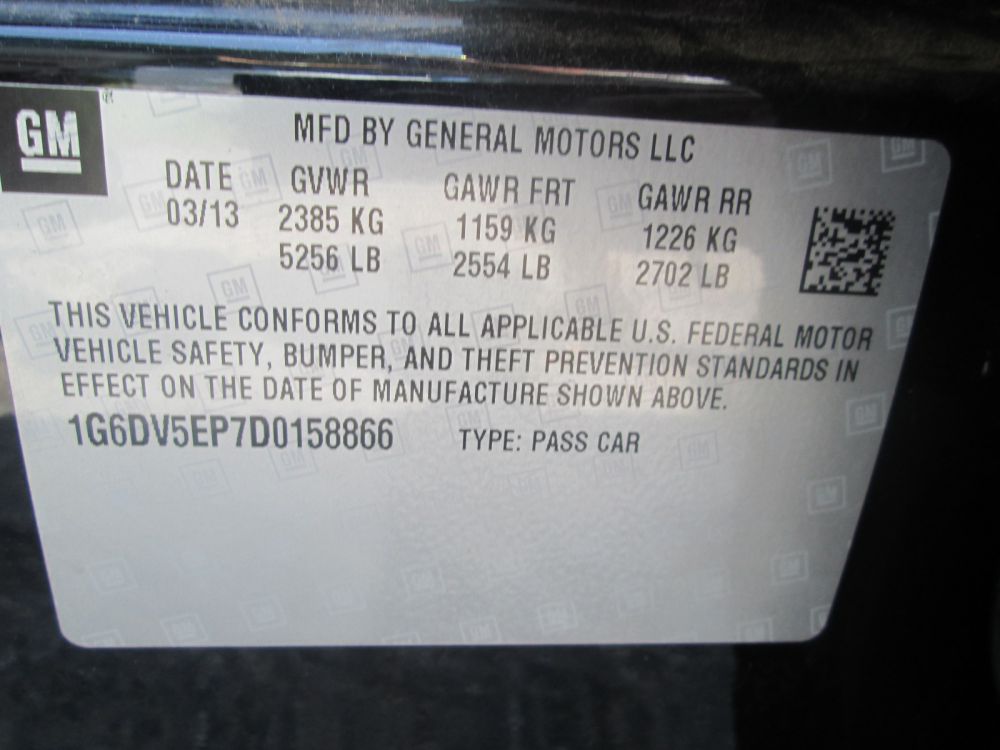 GM
MFD BY GENERAL MOTORS LLC
DATE GVWR GAWR FRT GAWR RR
03/13 2385 KG 1159 KG 1226 KG
5256 LB 2554 LB 2702 LB
THIS VEHICLE CONFORMS TO ALL APPLICABLE U.S. FEDERAL MOTOR
VEHICLE SAFETY, BUMPER, AND THEFT PREVENTION STANDARDS IN
EFFECT ON THE DATE OF MANUFACTURE SHOWN ABOVE.
1G6DV5EP7D0158866 TYPE: PASS CAR